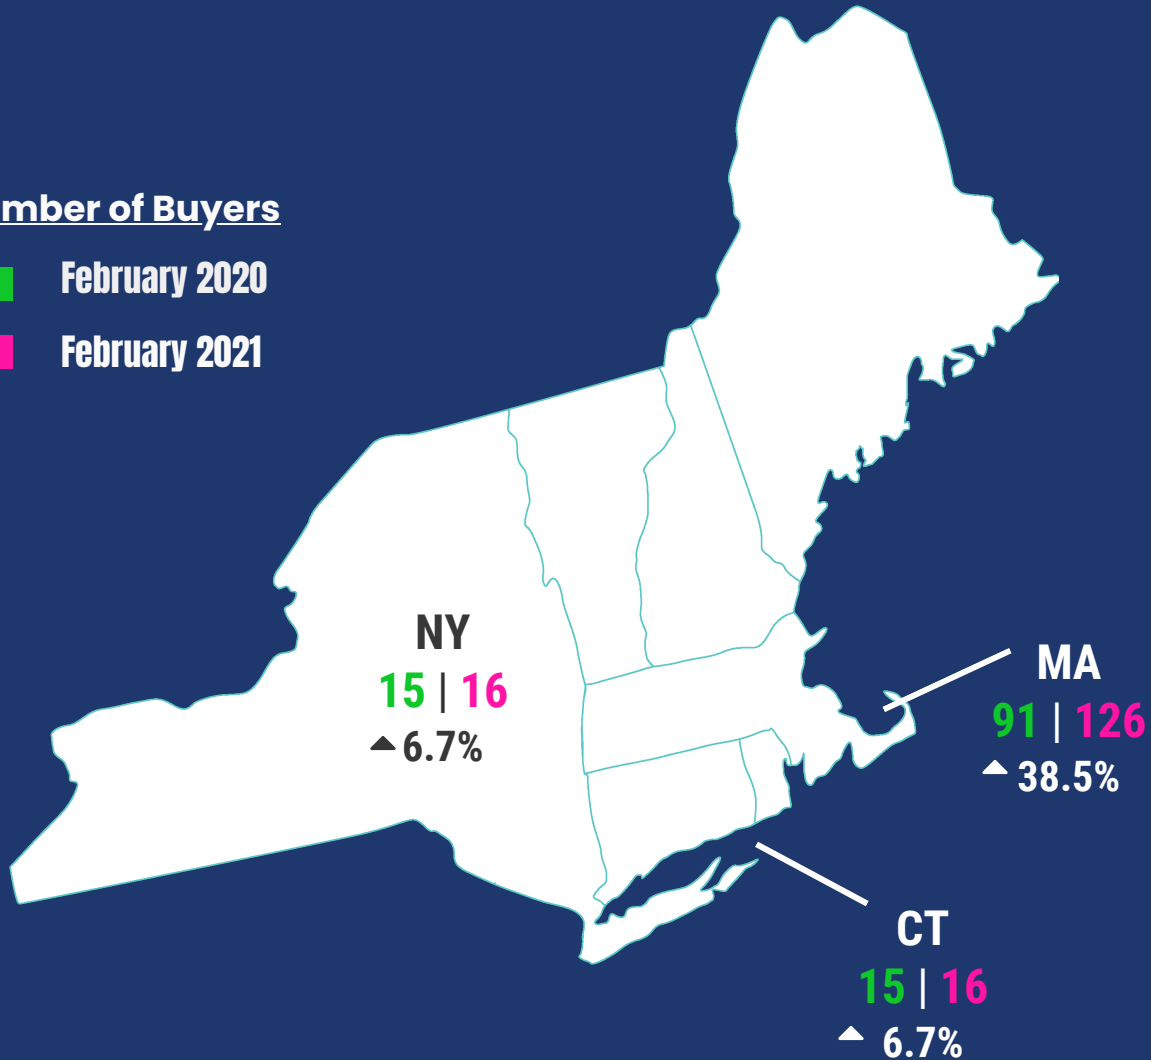 mber of Buyers
February 2020
February 2021
NY
15 | 16
6.7%
MA
91 | 126
38.5%
CT
15 | 16
6.7%